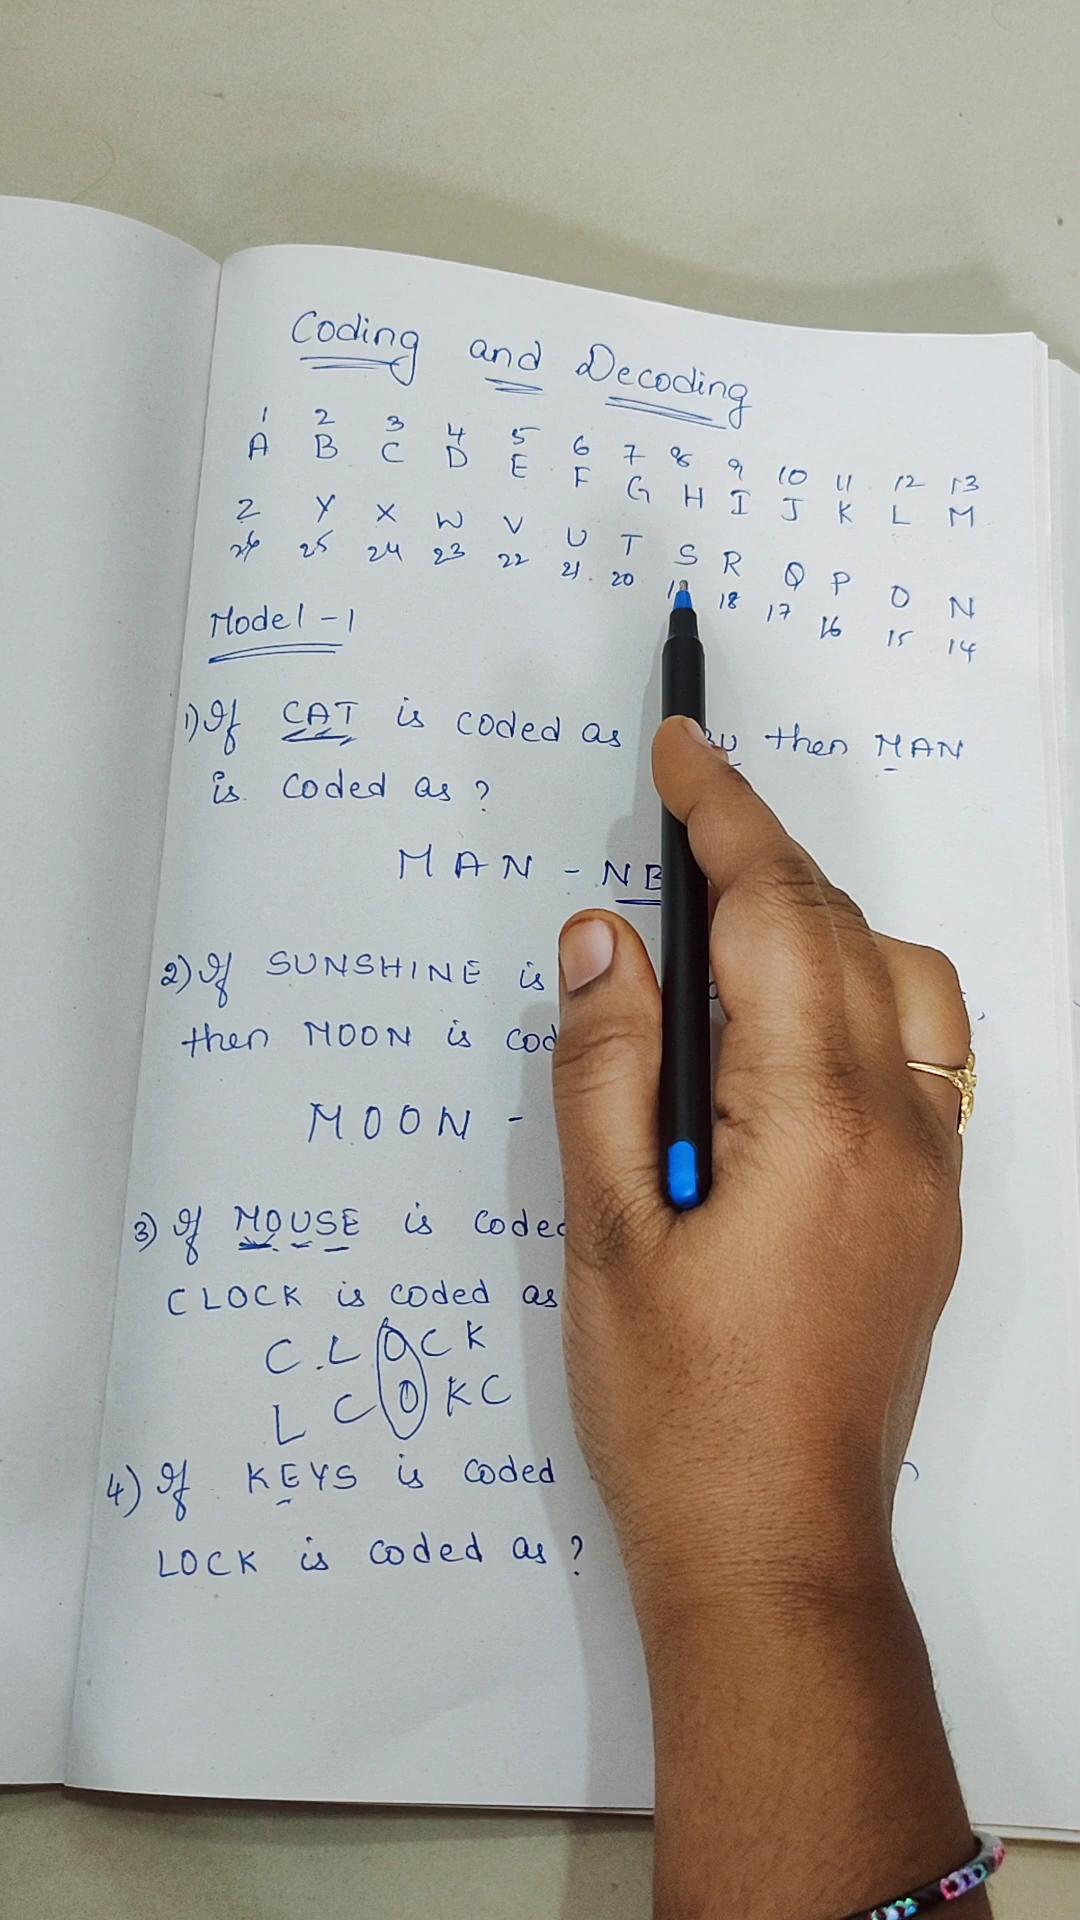 Coding and Decoding
1 2 3 4 5 6 7 8 9 10 11 12 13
A B C D E F G H I J K L M
Z Y X W V U T S R Q P O N
26 25 24 23 22 21 20 18 17 16 15 14
Model-1
1) If CAT is coded as BU then MAN
is coded as ?
MAN - NB
2) If SUNSHINE is
then MOON is cod
MOON -
3) If MOUSE is coded
CLOCK is coded as
C L O C K
L C O K C
4) If KEYS is coded
LOCK is coded as ?